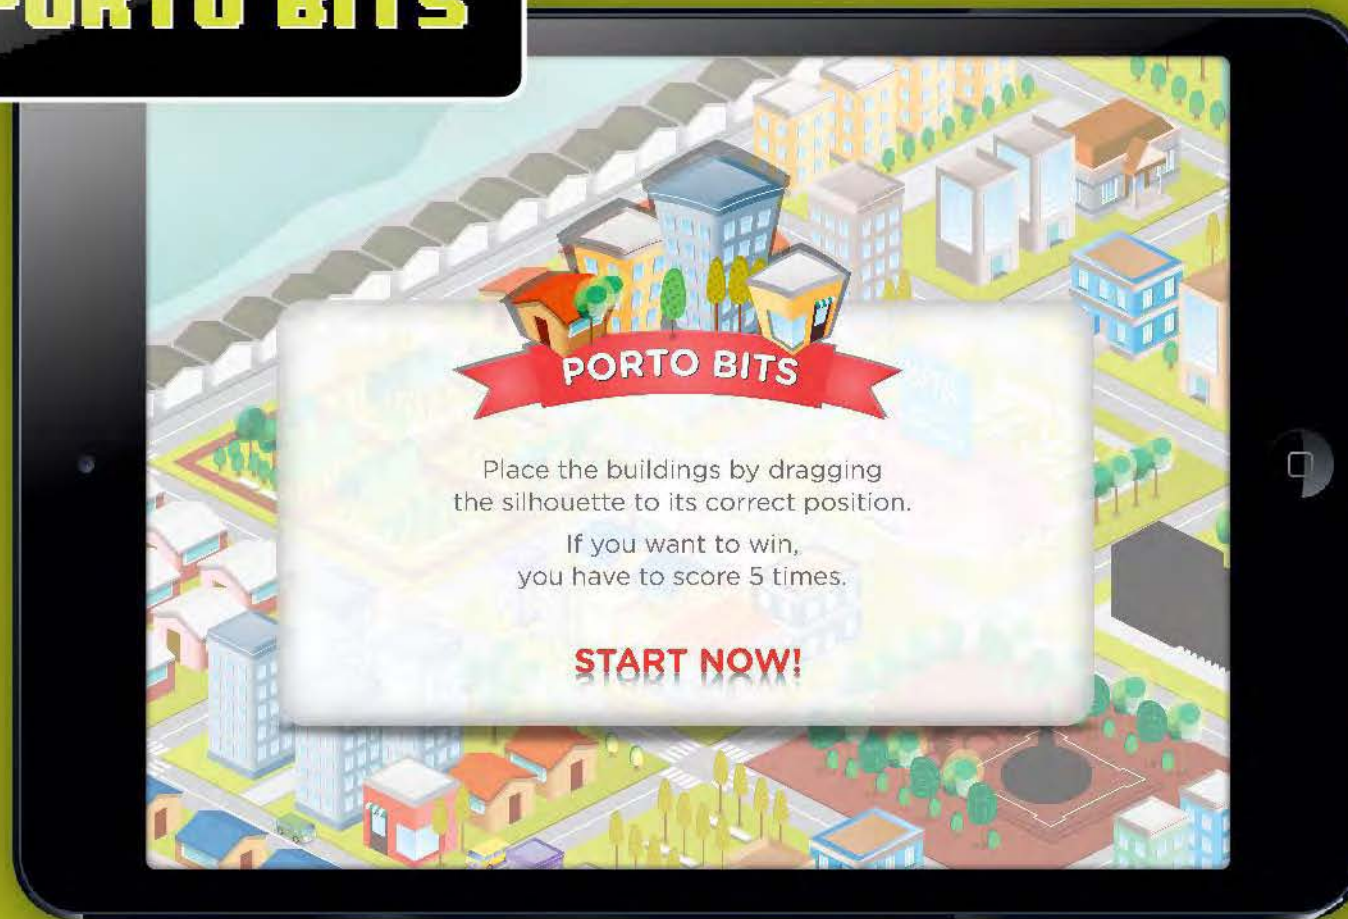 PORTO BITS
PORTO BITS
Place the buildings by dragging
the silhouette to its correct position.
If you want to win,
you have to score 5 times.
START NOW!